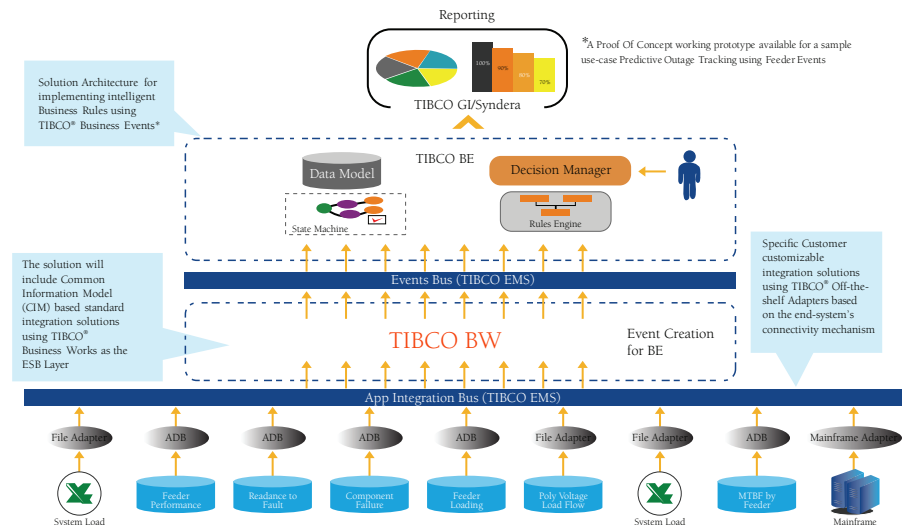 Reporting
*A Proof Of Concept working prototype available for a sample
use-case Predictive Outage Tracking using Feeder Events
100%
90%
80%
70%
TIBCO GI/Syndera
Solution Architecture for
implementing intelligent
Business Rules using
TIBCO® Business Events*
TIBCO BE
Data Model
Decision Manager
State Machine
Rules Engine
Events Bus (TIBCO EMS)
The solution will
include Common
Information Model
(CIM) based standard
integration solutions
using TIBCO®
Business Works as the
ESB Layer
Specific Customer
customizable
integration solutions
using TIBCO® Off-the-
shelf Adapters based
on the end-system's
connectivity mechanism
TIBCO BW
Event Creation
for BE
App Integration Bus (TIBCO EMS)
File Adapter
ADB
ADB
ADB
ADB
File Adapter
File Adapter
ADB
Mainframe Adapter
System Load
Feeder
Performance
Readance to
Fault
Component
Failure
Feeder
Loading
Poly Voltage
Load Flow
System Load
MTBF by
Feeder
Mainframe